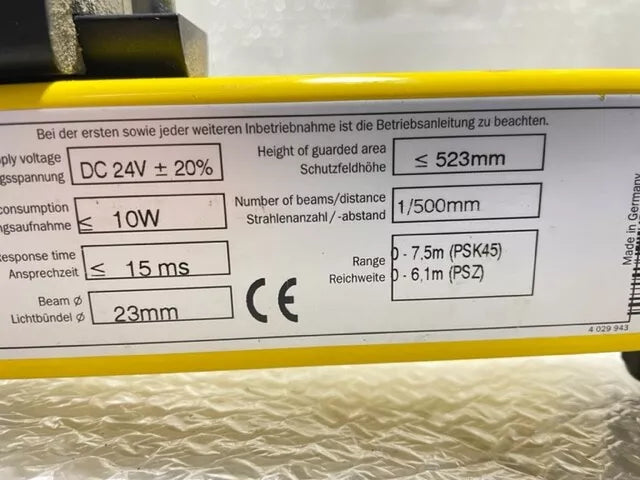 Bei der ersten sowie jeder weiteren Inbetriebnahme ist die Betriebsanleitung zu beachten.
ply voltage
gsspannung
DC 24V ± 20%
Height of guarded area
Schutzfeldhöhe
≤ 523mm
consumption
ngsaufnahme
≤ 10W
Number of beams/distance
Strahlenanzahl/-abstand
1/500mm
Response time
Ansprechzeit
≤ 15 ms
Range
Reichweite
0 - 7,5m (PSK45)
0 - 6,1m (PSZ)
Beam Ø
Lichtbündel Ø
23mm
CE
Made in Germany
4 029 943